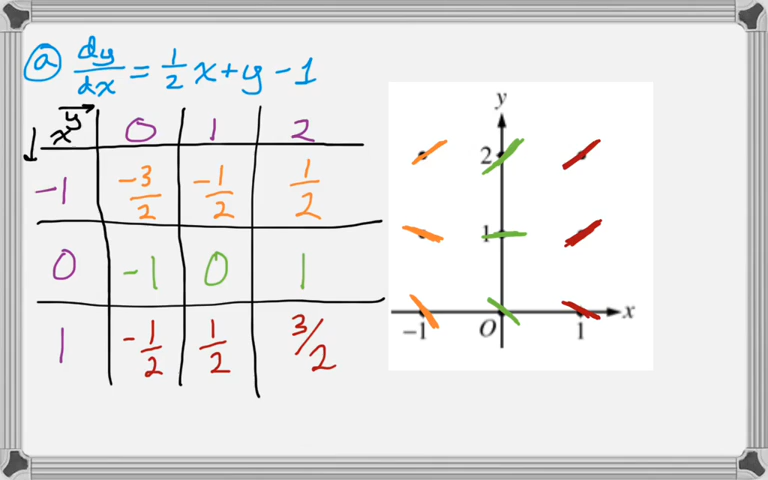 ⓐ dy/dx = 1/2 x + y - 1
x y 0 1 2
-1 -3/2 -1/2 1/2
0 -1 0 1
1 -1/2 1/2 3/2
y
2
1
-1 O 1 x